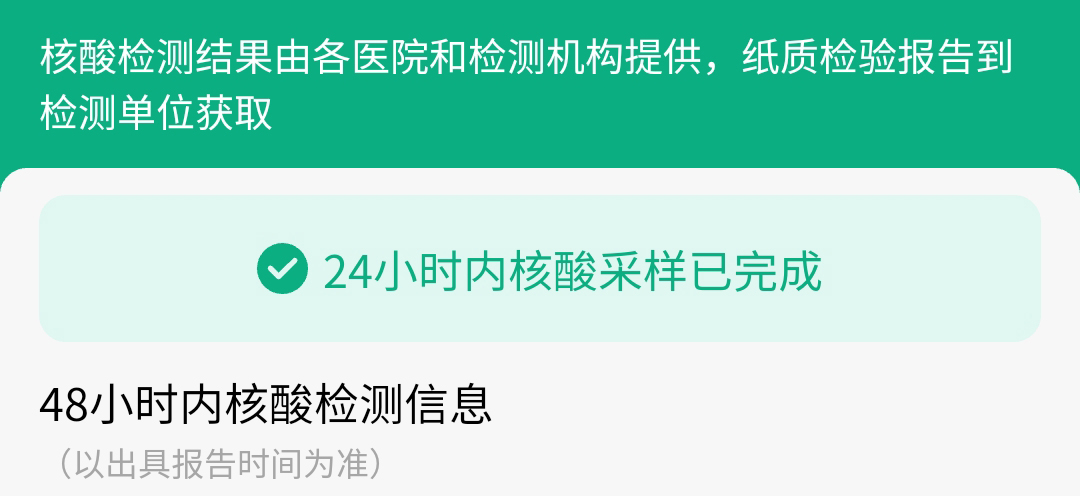 核酸检测结果由各医院和检测机构提供，纸质检验报告到
检测单位获取
24小时内核酸采样已完成
48小时内核酸检测信息
（以出具报告时间为准）